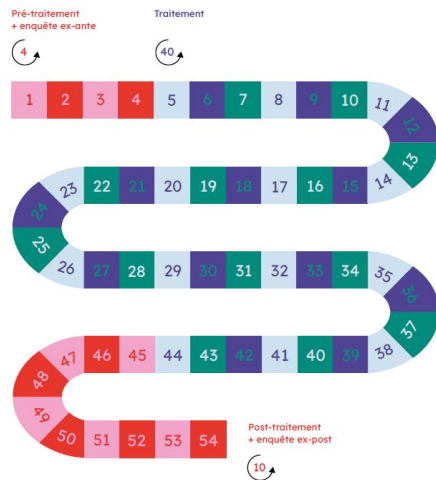 Pré-traitement
+ enquête ex-ante
Traitement
4
40
1 2 3 4 5 6 7 8 9 10 11
12
13
22 21 20 19 18 17 16 15 14
23
24
25
26 27 28 29 30 31 32 33 34 35
36
37
46 45 44 43 42 41 40 39 38
47
48
49
50 51 52 53 54
Post-traitement
+ enquête ex-post
10